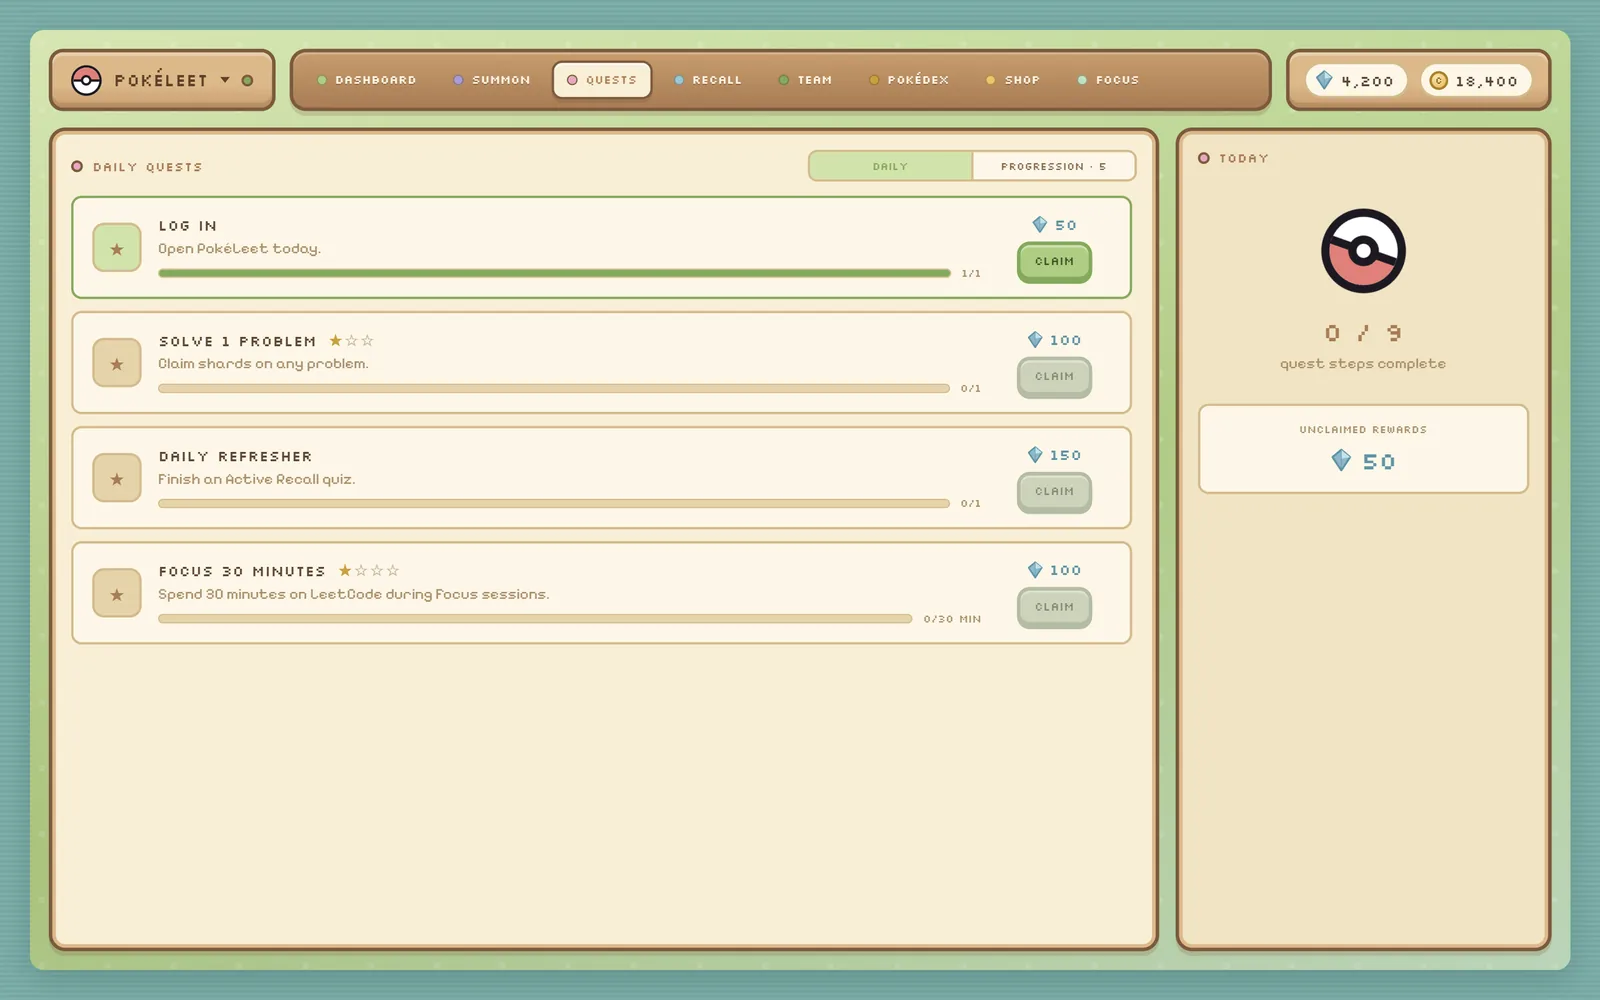 POKÉLEET
DASHBOARD SUMMON QUESTS RECALL TEAM POKÉDEX SHOP FOCUS
4,200 C 18,400
DAILY QUESTS
DAILY PROGRESSION · 5
LOG IN
Open PokéLeet today.
1/1
50
CLAIM
SOLVE 1 PROBLEM ★☆☆
Claim shards on any problem.
0/1
100
CLAIM
DAILY REFRESHER
Finish an Active Recall quiz.
0/1
150
CLAIM
FOCUS 30 MINUTES ★☆☆☆
Spend 30 minutes on LeetCode during Focus sessions.
0/30 MIN
100
CLAIM
TODAY
0 / 9
quest steps complete
UNCLAIMED REWARDS
50